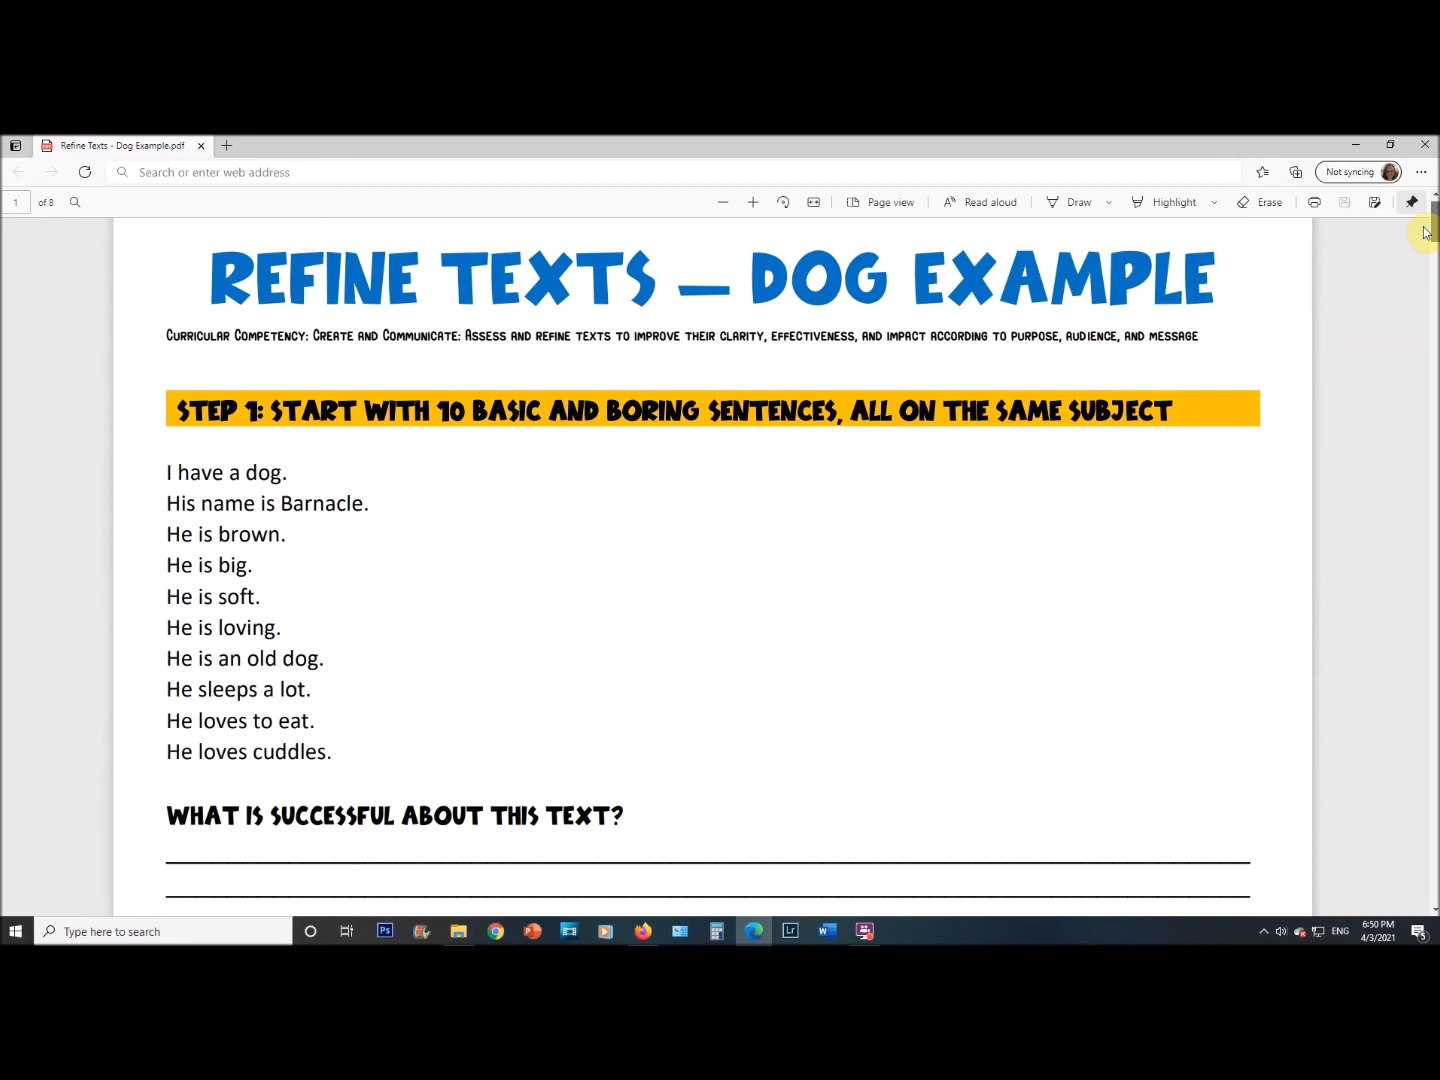 Refine Texts - Dog Example.pdf
Search or enter web address
Not syncing
1 of 8
Page view
Read aloud
Draw
Highlight
Erase
REFINE TEXTS — DOG EXAMPLE
CURRICULAR COMPETENCY: CREATE AND COMMUNICATE: ASSESS AND REFINE TEXTS TO IMPROVE THEIR CLARITY, EFFECTIVENESS, AND IMPACT ACCORDING TO PURPOSE, AUDIENCE, AND MESSAGE
STEP 1: START WITH 10 BASIC AND BORING SENTENCES, ALL ON THE SAME SUBJECT
I have a dog.
His name is Barnacle.
He is brown.
He is big.
He is soft.
He is loving.
He is an old dog.
He sleeps a lot.
He loves to eat.
He loves cuddles.
WHAT IS SUCCESSFUL ABOUT THIS TEXT?
Type here to search
Ps
Lr
ENG
6:50 PM
4/3/2021
5